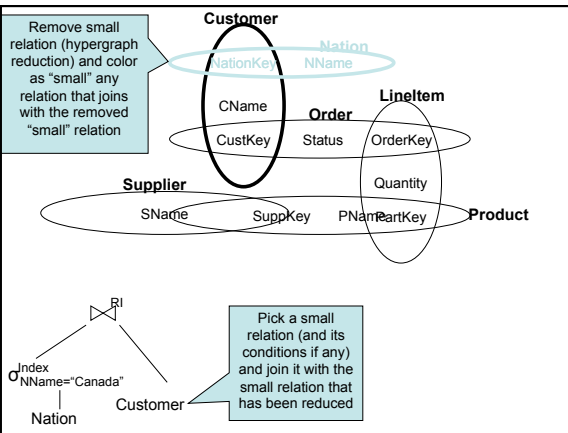 Remove small
relation (hypergraph
reduction) and color
as “small” any
relation that joins
with the removed
“small” relation
Customer
Nation
NationKey NName
LineItem
CName
Order
CustKey Status OrderKey
Supplier
Quantity
SName SuppKey PName PartKey Product
RI
σ Index NName=“Canada”
Nation
Customer
Pick a small
relation (and its
conditions if any)
and join it with the
small relation that
has been reduced